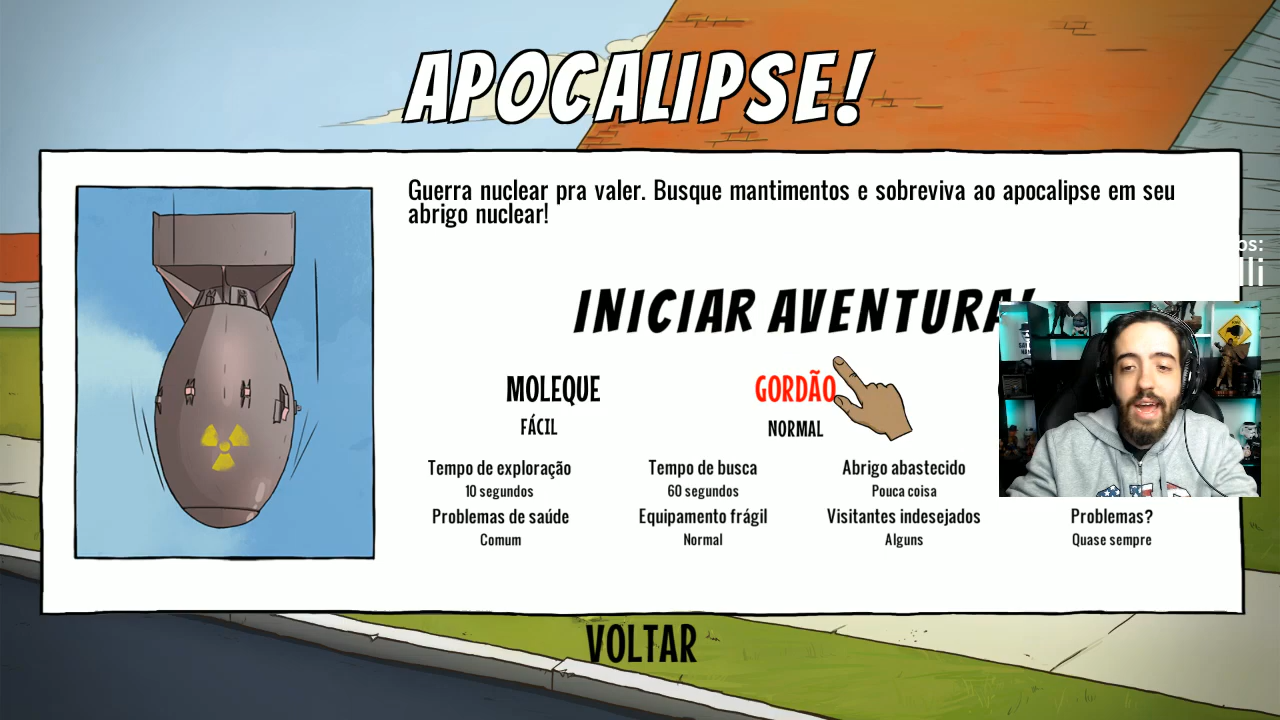 APOCALIPSE!
Guerra nuclear pra valer. Busque mantimentos e sobreviva ao apocalipse em seu
abrigo nuclear!
INICIAR AVENTURA!
MOLEQUE
GORDÃO
FÁCIL
NORMAL
Tempo de exploração
Tempo de busca
Abrigo abastecido
10 segundos
60 segundos
Pouca coisa
Problemas de saúde
Equipamento frágil
Visitantes indesejados
Problemas?
Comum
Normal
Alguns
Quase sempre
VOLTAR